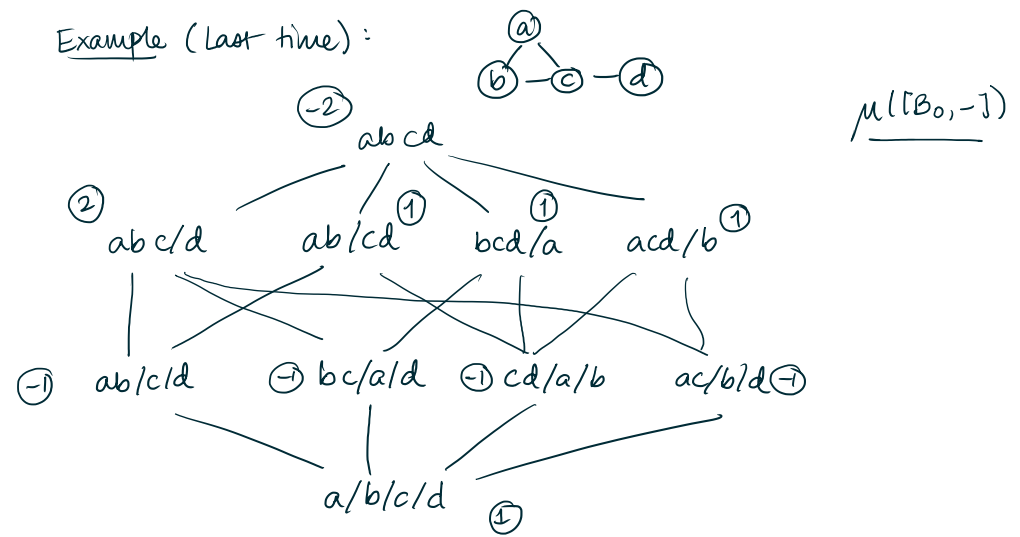 Example (Last time):
a
b c d
μ([B0,-])
-2
abcd
2 1 1 1
abc/d ab/cd bcd/a acd/b
-1 ab/c/d -1 bc/a/d -1 cd/a/b ac/b/d -1
a/b/c/d
1